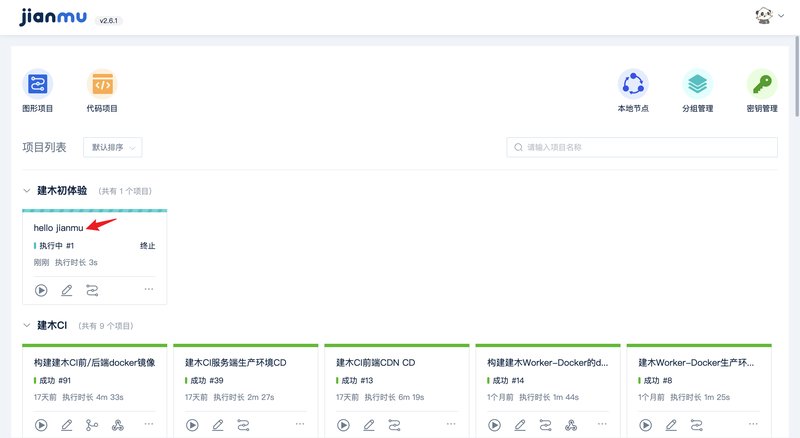 jianmu v2.6.1
图形项目 代码项目 本地节点 分组管理 密钥管理
项目列表 默认排序 请输入项目名称
建木初体验 (共有 1 个项目)
hello jianmu
执行中 #1 终止
刚刚 执行时长 3s
建木CI (共有 9 个项目)
构建建木CI前/后端docker镜像 建木CI服务端生产环境CD 建木CI前端CDN CD 构建建木Worker-Docker的d... 建木Worker-Docker生产环...
成功 #91 成功 #39 成功 #13 成功 #14 成功 #8
17天前 执行时长 4m 33s 17天前 执行时长 2m 27s 17天前 执行时长 6m 19s 1个月前 执行时长 1m 44s 1个月前 执行时长 1m 25s